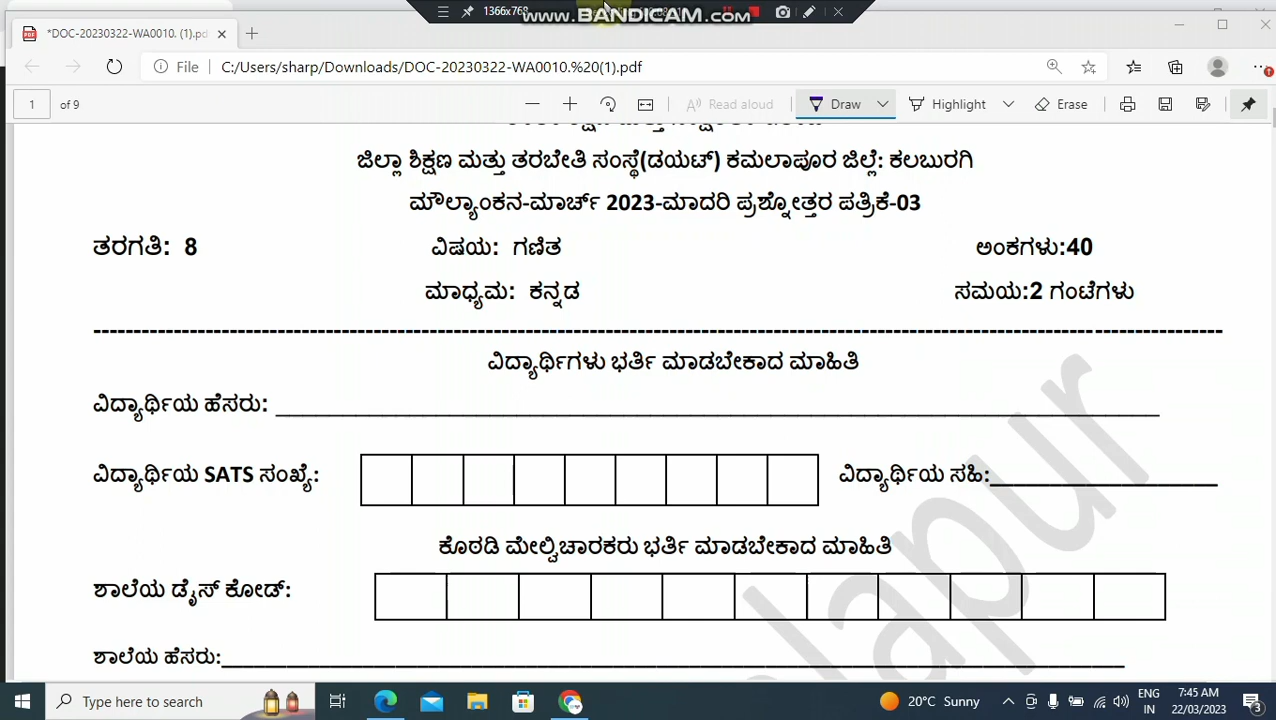 1366x768
www.BANDICAM.com
*DOC-20230322-WA0010. (1).pd
File
C:/Users/sharp/Downloads/DOC-20230322-WA0010.%20(1).pdf
1 of 9
Read aloud
Draw
Highlight
Erase
ಜಿಲ್ಲಾ ಶಿಕ್ಷಣ ಮತ್ತು ತರಬೇತಿ ಸಂಸ್ಥೆ(ಡಯಟ್) ಕಮಲಾಪೂರ ಜಿಲ್ಲೆ: ಕಲಬುರಗಿ
ಮೌಲ್ಯಾಂಕನ-ಮಾರ್ಚ್ 2023-ಮಾದರಿ ಪ್ರಶ್ನೋತ್ತರ ಪತ್ರಿಕೆ-03
ತರಗತಿ: 8 ವಿಷಯ: ಗಣಿತ ಅಂಕಗಳು:40
ಮಾಧ್ಯಮ: ಕನ್ನಡ ಸಮಯ:2 ಗಂಟೆಗಳು
ವಿದ್ಯಾರ್ಥಿಗಳು ಭರ್ತಿ ಮಾಡಬೇಕಾದ ಮಾಹಿತಿ
ವಿದ್ಯಾರ್ಥಿಯ ಹೆಸರು:
ವಿದ್ಯಾರ್ಥಿಯ SATS ಸಂಖ್ಯೆ: ವಿದ್ಯಾರ್ಥಿಯ ಸಹಿ:
ಕೊಠಡಿ ಮೇಲ್ವಿಚಾರಕರು ಭರ್ತಿ ಮಾಡಬೇಕಾದ ಮಾಹಿತಿ
ಶಾಲೆಯ ಡೈಸ್ ಕೋಡ್:
ಶಾಲೆಯ ಹೆಸರು:
Type here to search
20°C Sunny
ENG
IN
7:45 AM
22/03/2023
3